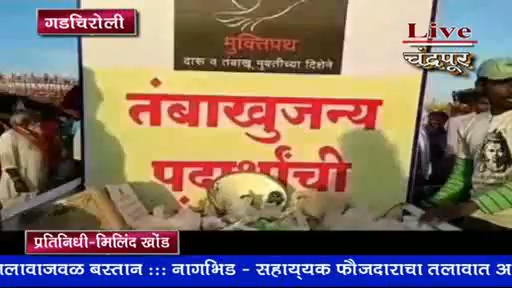 गडचिरोली
Live
चंद्रपूर
मुक्तिपथ
दारू व तंबाखू मुक्तीच्या दिशेने
तंबाखुजन्य
पदार्थांची
प्रतिनिधी-मिलिंद खोंड
तलावाजवळ बस्तान ::: नागभिड - सहाय्यक फौजदाराचा तलावात अ